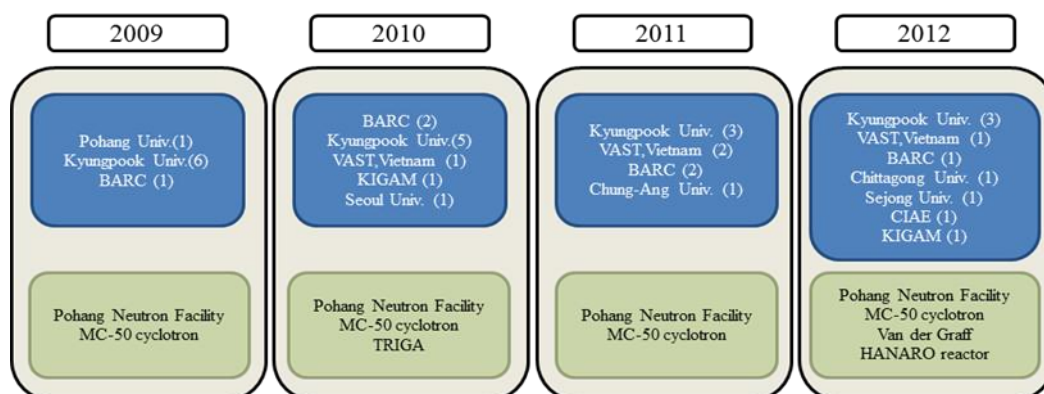 2009
Pohang Univ.(1)
Kyungpook Univ.(6)
BARC (1)
Pohang Neutron Facility
MC-50 cyclotron
2010
BARC (2)
Kyungpook Univ.(5)
VAST,Vietnam (1)
KIGAM (1)
Seoul Univ. (1)
Pohang Neutron Facility
MC-50 cyclotron
TRIGA
2011
Kyungpook Univ. (3)
VAST,Vietnam (2)
BARC (2)
Chung-Ang Univ. (1)
Pohang Neutron Facility
MC-50 cyclotron
2012
Kyungpook Univ. (3)
VAST,Vietnam (1)
BARC (1)
Chittagong Univ. (1)
Sejong Univ. (1)
CIAE (1)
KIGAM (1)
Pohang Neutron Facility
MC-50 cyclotron
Van der Graff
HANARO reactor